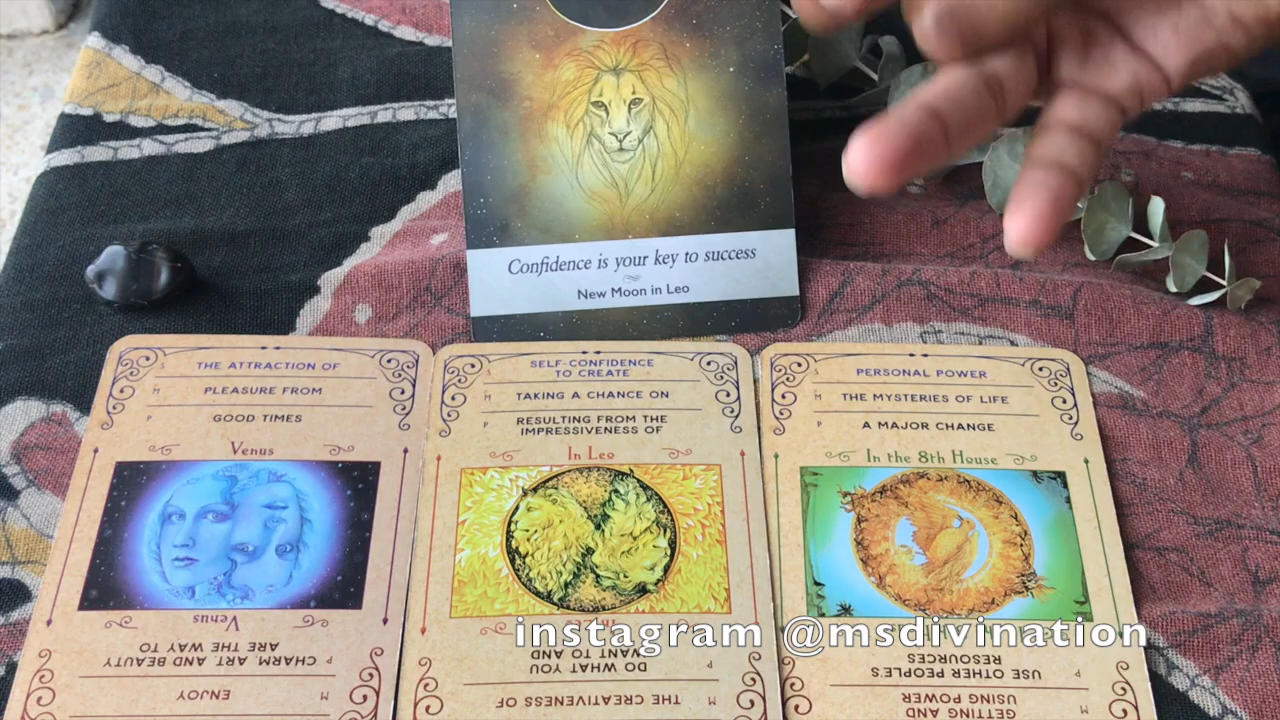 Confidence is your key to success
New Moon in Leo
S THE ATTRACTION OF
M PLEASURE FROM
P GOOD TIMES
Venus
Venus
CHARM, ART, AND BEAUTY
ARE THE WAY TO
P
ENJOY
M
S SELF-CONFIDENCE
TO CREATE
M TAKING A CHANCE ON
P RESULTING FROM THE
IMPRESSIVENESS OF
In Leo
DO WHAT YOU
WANT TO AND
P
THE CREATIVENESS OF
M
S PERSONAL POWER
M THE MYSTERIES OF LIFE
P A MAJOR CHANGE
In the 8th House
USE OTHER PEOPLE'S
RESOURCES
P
GETTING AND
USING POWER
M
instagram @msdivination